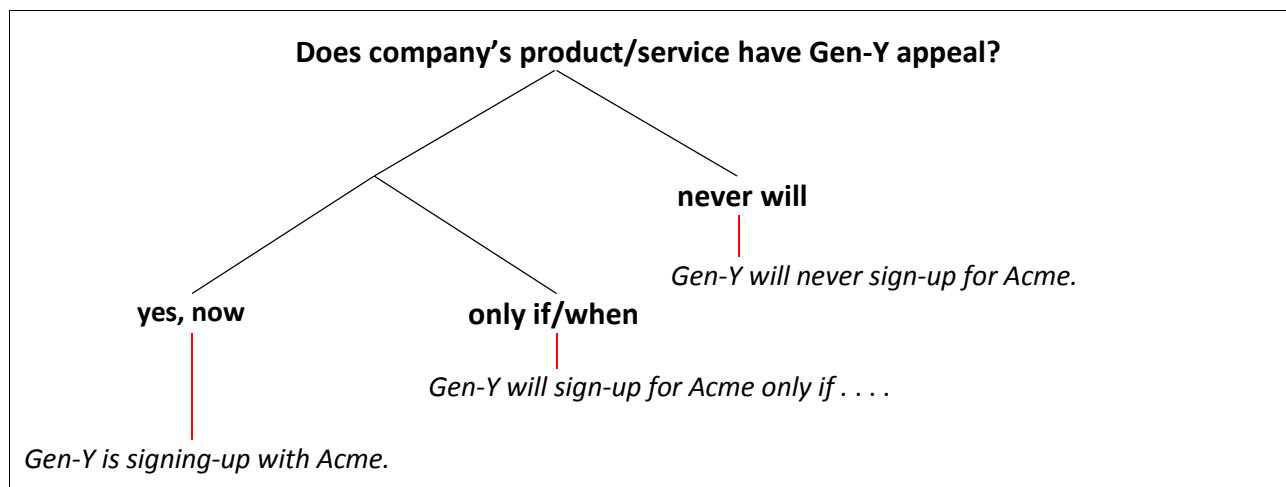 Does company’s product/service have Gen-Y appeal?
never will
Gen-Y will never sign-up for Acme.
yes, now
only if/when
Gen-Y will sign-up for Acme only if . . . .
Gen-Y is signing-up with Acme.